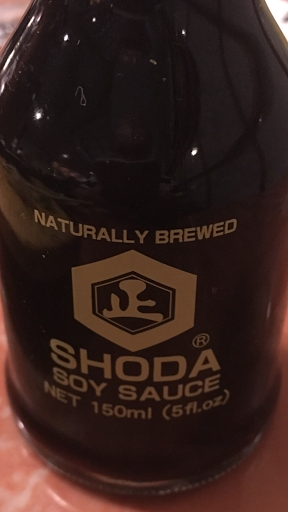 NATURALLY BREWED
正
SHODA®
SOY SAUCE
NET 150ml (5fl.oz)